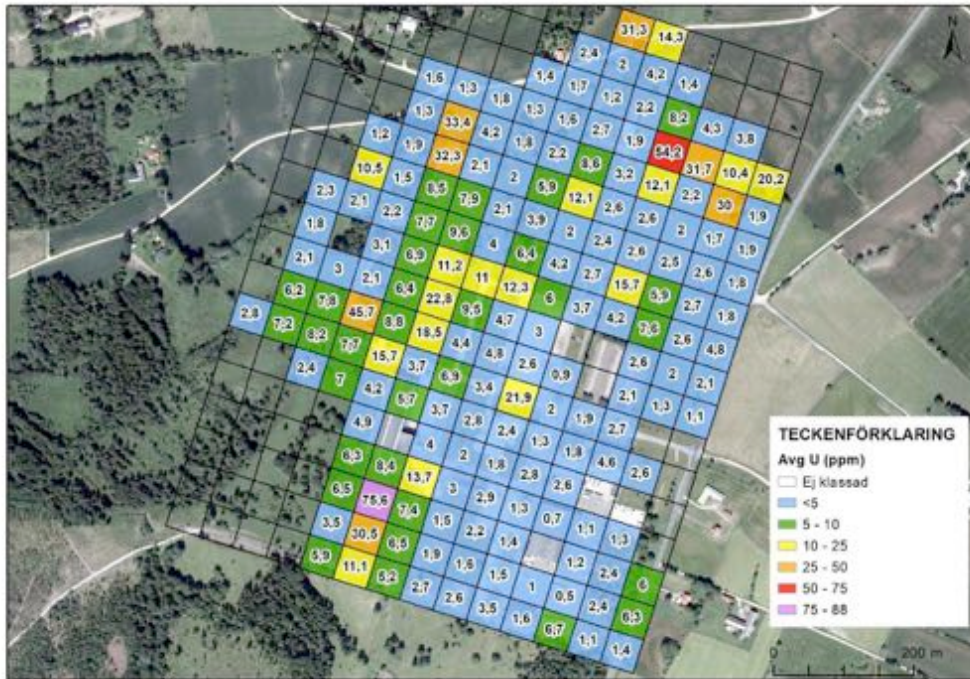 N
31,3 14,3
2,4 2 4,2 1,4
1,4 1,7 1,2 2,2 8,2 4,3 3,8
1,6 1,3 1,8 1,3 1,5 2,7 1,9 54,2 31,7 10,4 20,2
1,3 33,4 4,2 1,8 2,2 8,6 3,2 12,1 2,2 30 1,9
1,2 1,9 32,3 2,1 2 5,9 12,1 2,6 2,6 2 1,7 1,9
10,5 1,5 8,5 7,9 2,1 3,9 2 2,4 2,6 2,5 2,6 1,8
2,3 2,1 2,2 7,7 9,6 4 6,4 4,2 2,7 15,7 5,9 2,7 1,8
1,8 3,1 6,9 11,2 11 12,3 6 3,7 4,2 7,6 2,6 4,8
2,1 3 2,1 6,4 22,8 9,5 4,7 3 2,6 2 2,1
6,2 7,8 45,7 8,8 18,5 4,4 4,8 2,6 0,9 2,1 1,3 1,1
2,8 7,2 8,2 7,7 15,7 3,7 6,9 3,4 21,9 2 1,9 2,7
2,4 7 4,2 5,7 3,7 2,8 2,4 1,3 1,8 4,6 2,6
4,9 4 2 1,8 2,8 2,6
6,3 8,4 13,7 3 2,9 1,3 0,7 1,1 1,3
6,5 75,6 7,4 1,5 2,2 1,4 1,2 2,4 6
3,5 30,5 6,5 1,9 1,6 1,5 1 0,5 2,4 6,3
5,9 11,1 5,2 2,7 2,6 3,5 1,6 6,7 1,1 1,4
TECKENFÖRKLARING
Avg U (ppm)
Ej klassad
<5
5 - 10
10 - 25
25 - 50
50 - 75
75 - 88
0 200 m